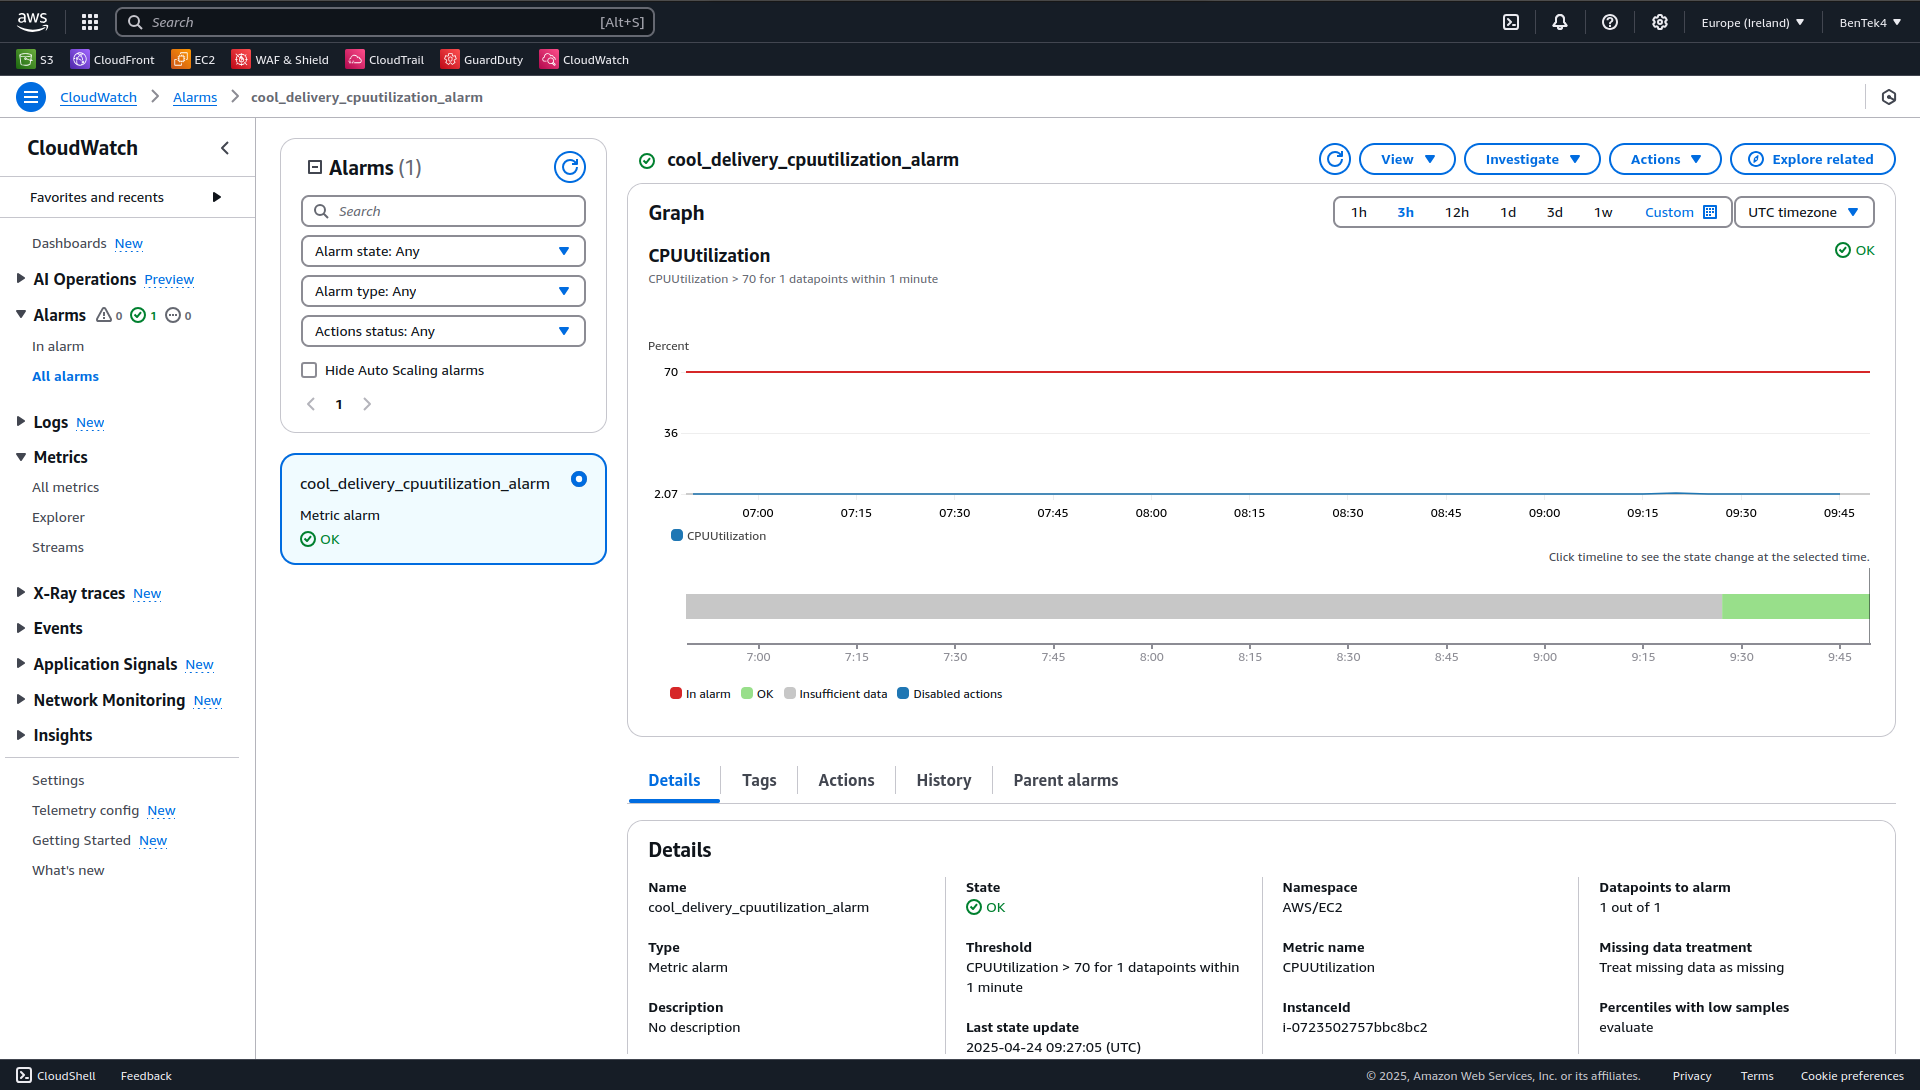 aws
Search [Alt+S]
Europe (Ireland)
BenTek4
S3
CloudFront
EC2
WAF & Shield
CloudTrail
GuardDuty
CloudWatch
CloudWatch
Alarms
cool_delivery_cpuutilization_alarm
CloudWatch
Favorites and recents
Dashboards New
AI Operations Preview
Alarms 0 1 0
In alarm
All alarms
Logs New
Metrics
All metrics
Explorer
Streams
X-Ray traces New
Events
Application Signals New
Network Monitoring New
Insights
Settings
Telemetry config New
Getting Started New
What's new
Alarms (1)
Search
Alarm state: Any
Alarm type: Any
Actions status: Any
Hide Auto Scaling alarms
1
cool_delivery_cpuutilization_alarm
Metric alarm
OK
cool_delivery_cpuutilization_alarm
View
Investigate
Actions
Explore related
Graph
1h 3h 12h 1d 3d 1w Custom
UTC timezone
CPUUtilization
OK
CPUUtilization > 70 for 1 datapoints within 1 minute
Percent
70
36
2.07
07:00 07:15 07:30 07:45 08:00 08:15 08:30 08:45 09:00 09:15 09:30 09:45
CPUUtilization
Click timeline to see the state change at the selected time.
7:00 7:15 7:30 7:45 8:00 8:15 8:30 8:45 9:00 9:15 9:30 9:45
In alarm OK Insufficient data Disabled actions
Details Tags Actions History Parent alarms
Details
Name
cool_delivery_cpuutilization_alarm
Type
Metric alarm
Description
No description
State
OK
Threshold
CPUUtilization > 70 for 1 datapoints within
1 minute
Last state update
2025-04-24 09:27:05 (UTC)
Namespace
AWS/EC2
Metric name
CPUUtilization
InstanceId
i-0723502757bbc8bc2
Datapoints to alarm
1 out of 1
Missing data treatment
Treat missing data as missing
Percentiles with low samples
evaluate
CloudShell
Feedback
© 2025, Amazon Web Services, Inc. or its affiliates.
Privacy
Terms
Cookie preferences